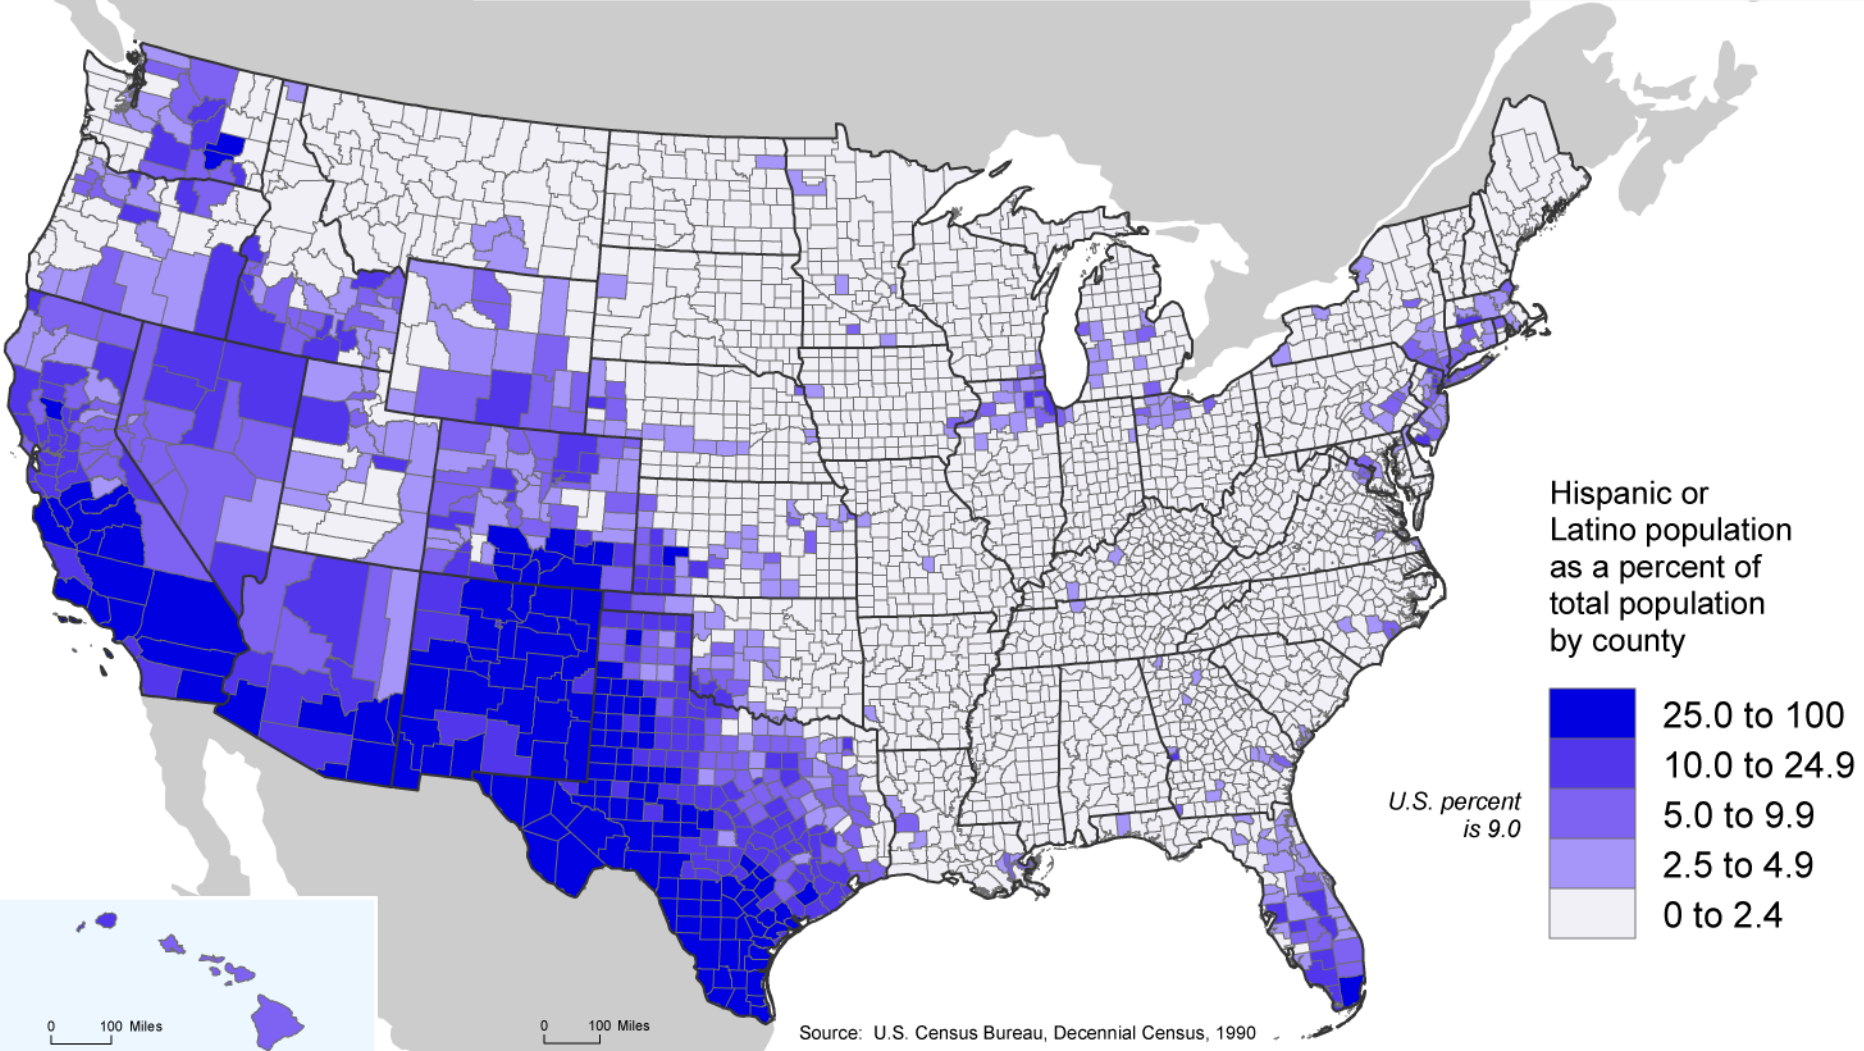 Hispanic or
Latino population
as a percent of
total population
by county
25.0 to 100
10.0 to 24.9
5.0 to 9.9
2.5 to 4.9
0 to 2.4
U.S. percent
is 9.0
0 100 Miles
0 100 Miles
Source: U.S. Census Bureau, Decennial Census, 1990